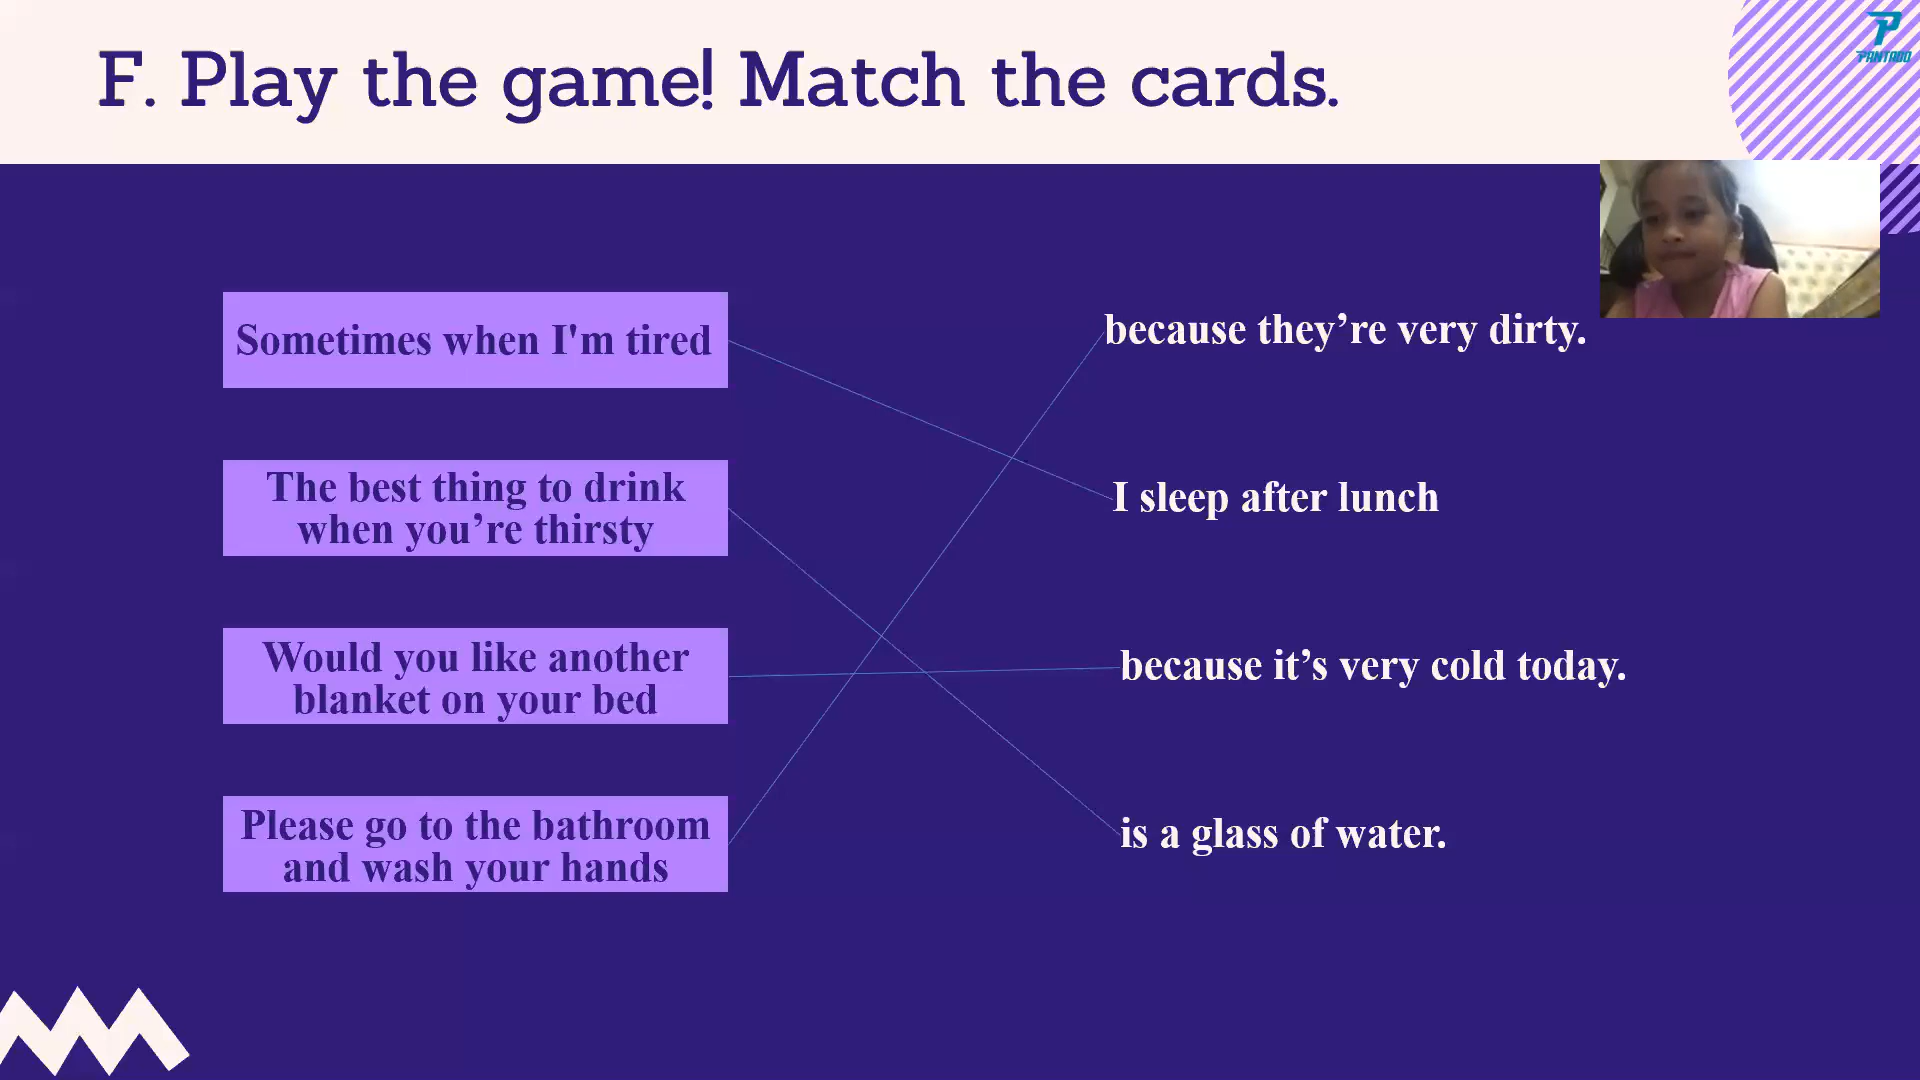 F. Play the game! Match the cards.
PANTADO
Sometimes when I'm tired
because they’re very dirty.
The best thing to drink
when you’re thirsty
I sleep after lunch
Would you like another
blanket on your bed
because it’s very cold today.
Please go to the bathroom
and wash your hands
is a glass of water.